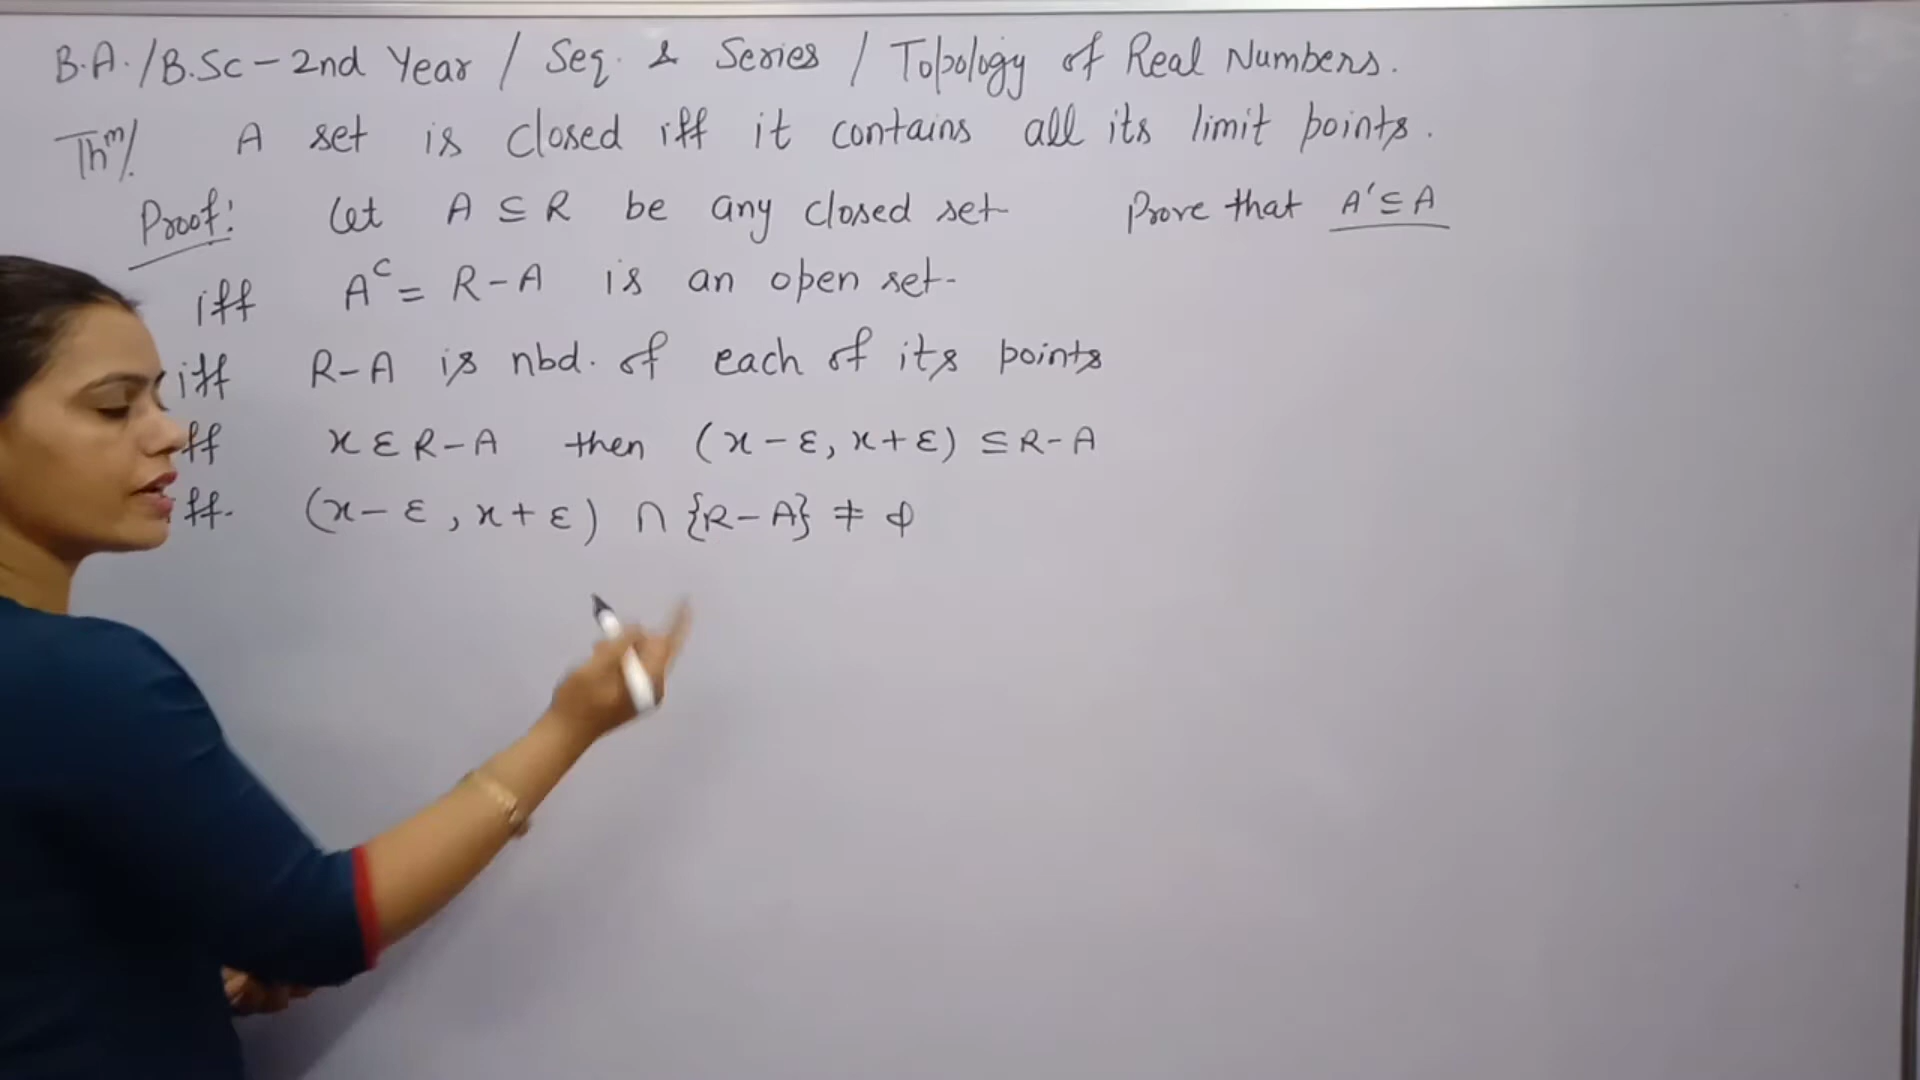 B.A./B.Sc - 2nd Year / Seq. & Series / Topology of Real Numbers.
Thm/. A set is closed iff it contains all its limit points.
Proof: Let A ⊆ R be any closed set Prove that A' ⊆ A
iff Aᶜ = R - A is an open set.
iff R-A is nbd. of each of its points
ff x ε R-A then (x-ε, x+ε) ⊆ R-A
ff. (x-ε, x+ε) ∩ {R-A} ≠ φ